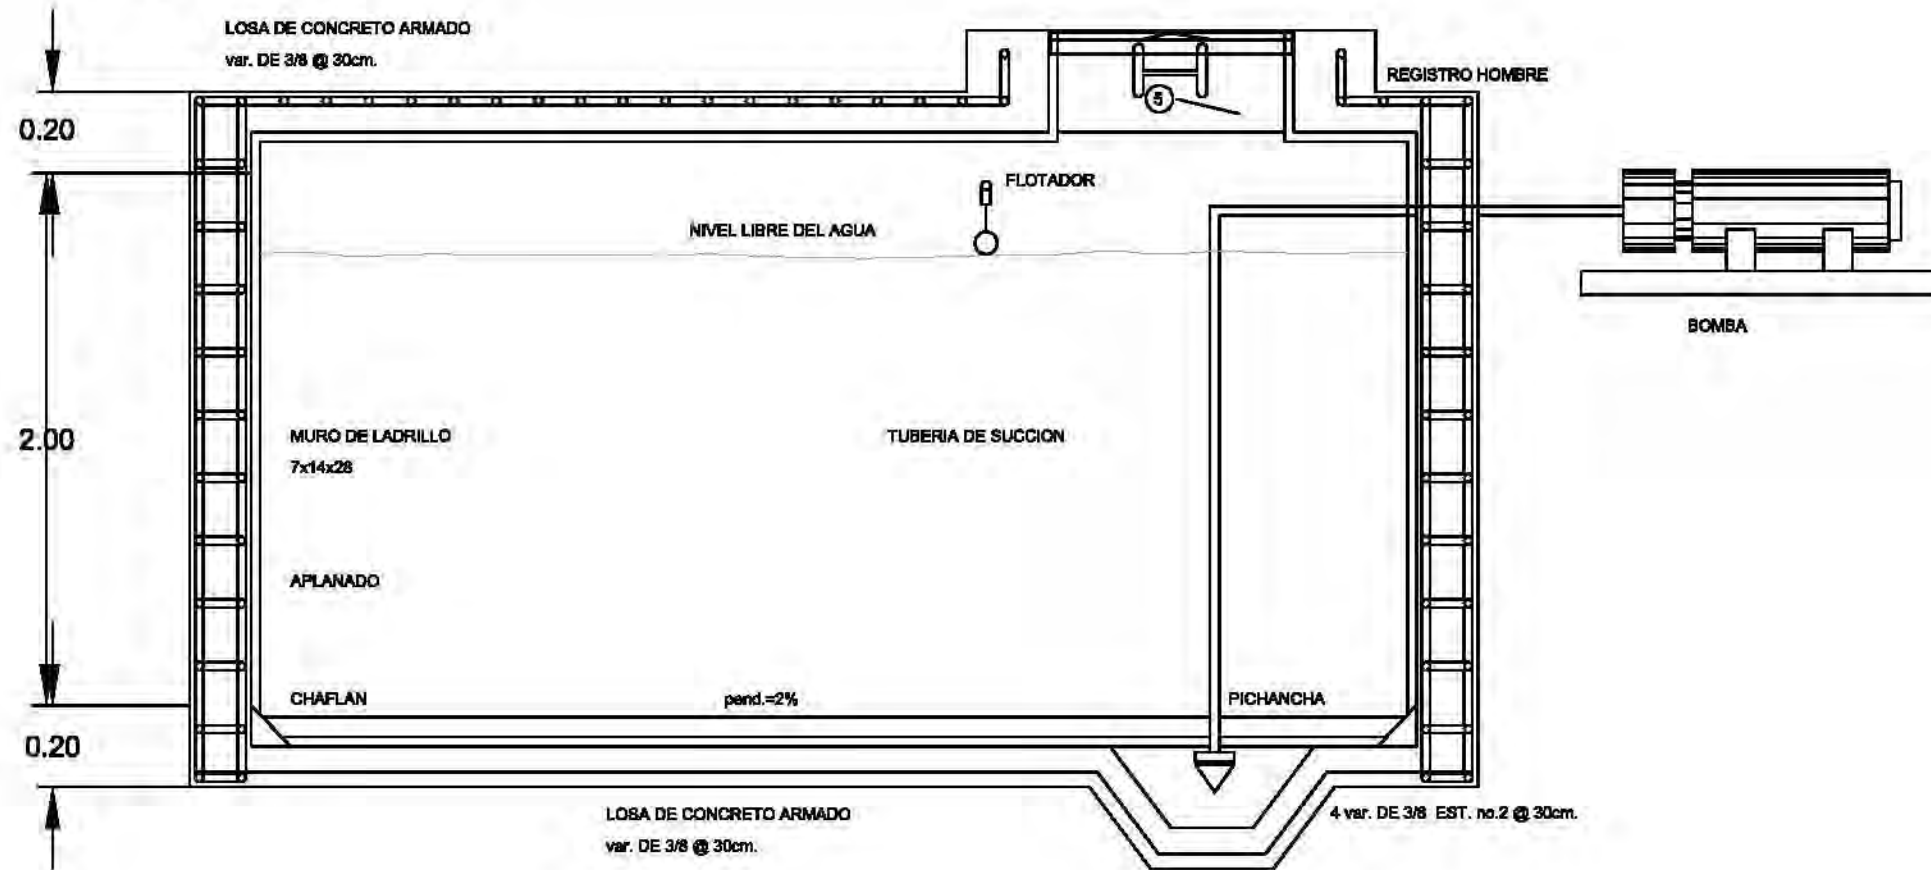 LOSA DE CONCRETO ARMADO
var. DE 3/8 @ 30cm.
REGISTRO HOMBRE
5
0.20
FLOTADOR
NIVEL LIBRE DEL AGUA
BOMBA
2.00
MURO DE LADRILLO
7x14x28
TUBERIA DE SUCCION
APLANADO
CHAFLAN
pend.=2%
PICHANCHA
0.20
LOSA DE CONCRETO ARMADO
var. DE 3/8 @ 30cm.
4 var. DE 3/8 EST. no.2 @ 30cm.